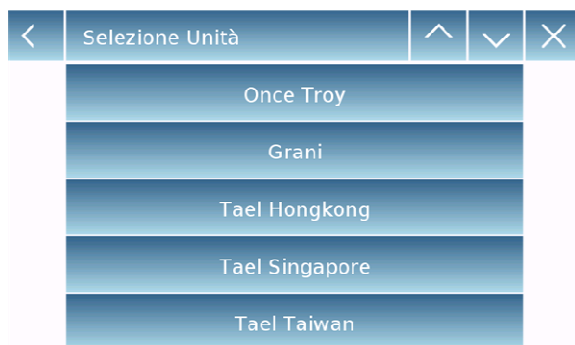 Selezione Unità
Once Troy
Grani
Tael Hongkong
Tael Singapore
Tael Taiwan